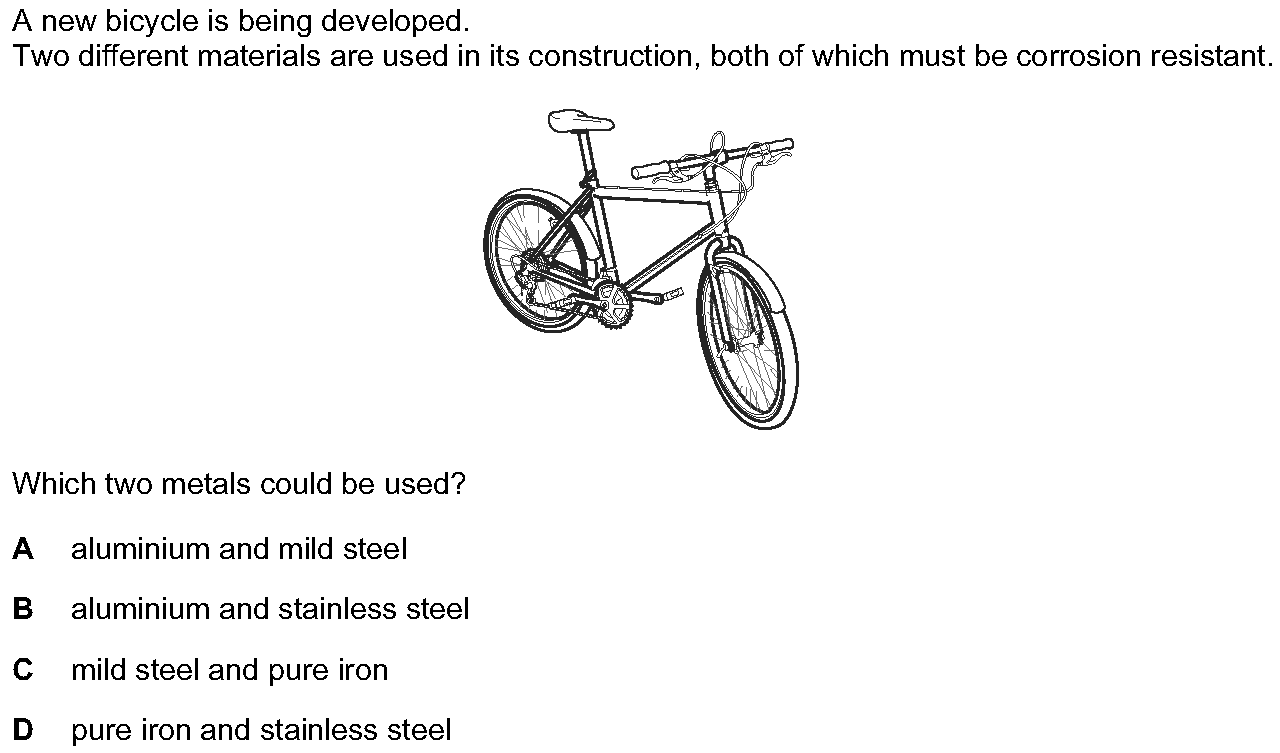 A new bicycle is being developed.
Two different materials are used in its construction, both of which must be corrosion resistant.
Which two metals could be used?
A aluminium and mild steel
B aluminium and stainless steel
C mild steel and pure iron
D pure iron and stainless steel